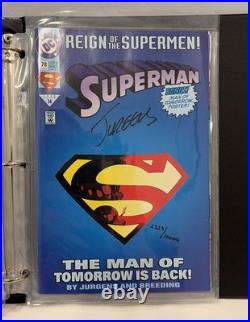 REIGN OF THE SUPERMEN!
DC
78
SUPERMAN
BONUS!
MAN OF
TOMORROW
POSTER!
JURGENS
S
THE MAN OF
TOMORROW IS BACK!
BY JURGENS AND BREEDING